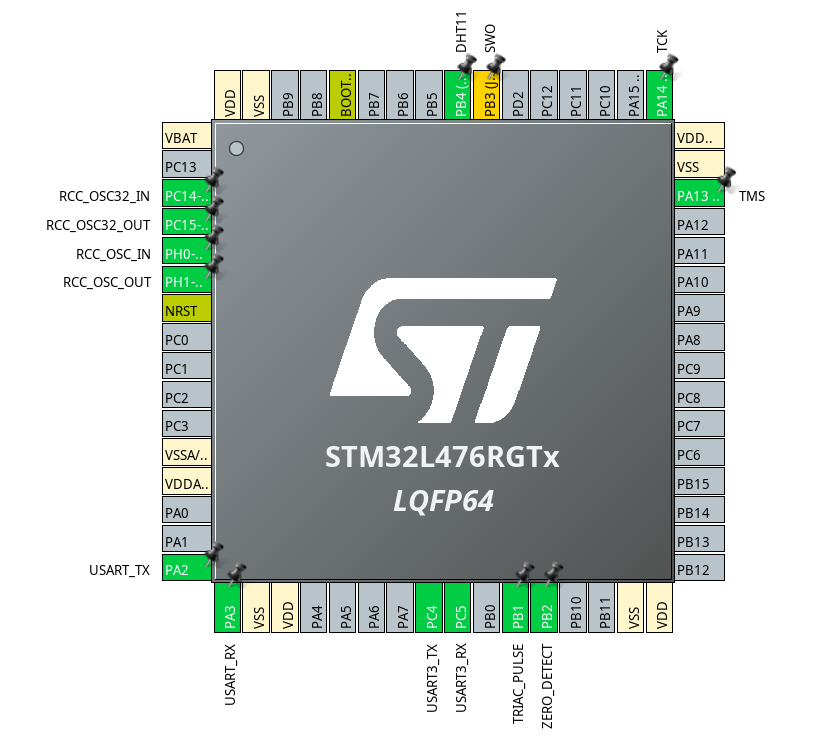 DHT11
SWO
TCK
VDD
VSS
PB9
PB8
BOOT..
PB7
PB6
PB5
PB4 (..
PB3 (J..
PD2
PC12
PC11
PC10
PA15 ..
PA14 ..
VBAT
PC13
RCC_OSC32_IN PC14-..
RCC_OSC32_OUT PC15-..
RCC_OSC_IN PH0-..
RCC_OSC_OUT PH1-..
NRST
PC0
PC1
PC2
PC3
VSSA/..
VDDA..
PA0
PA1
USART_TX PA2
VDD..
VSS
PA13 .. TMS
PA12
PA11
PA10
PA9
PA8
PC9
PC8
PC7
PC6
PB15
PB14
PB13
PB12
STM32L476RGTx
LQFP64
PA3
VSS
VDD
PA4
PA5
PA6
PA7
PC4
PC5
PB0
PB1
PB2
PB10
PB11
VSS
VDD
USART_RX
USART3_TX
USART3_RX
TRIAC_PULSE
ZERO_DETECT